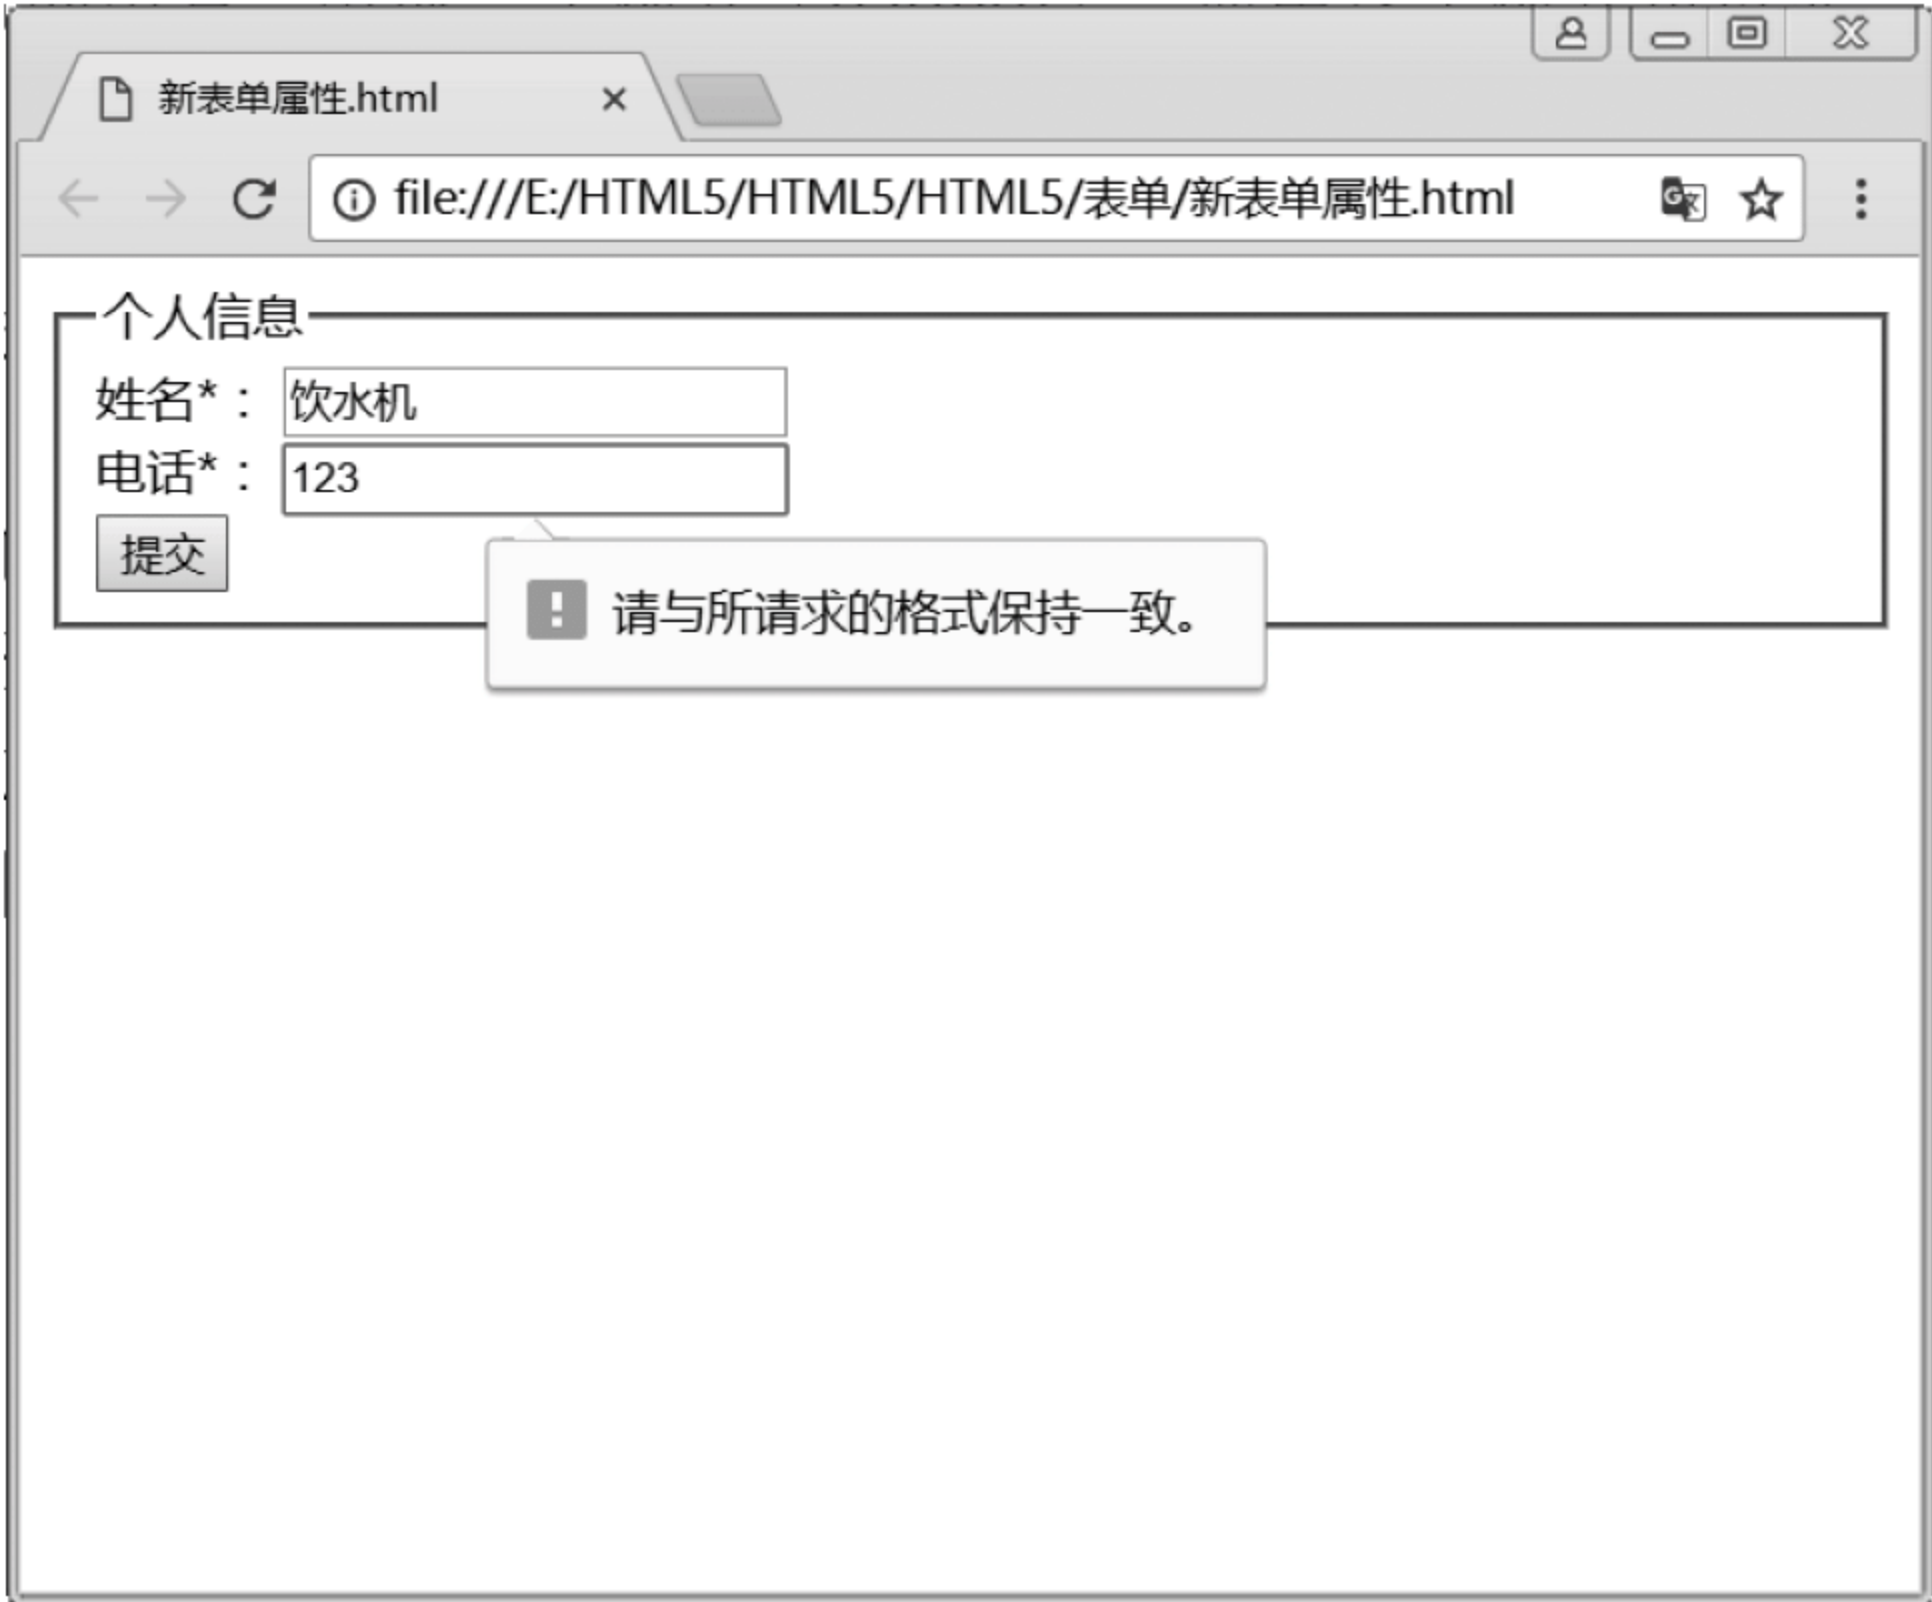 新表单属性.html
file:///E:/HTML5/HTML5/HTML5/表单/新表单属性.html
个人信息
姓名*： 饮水机
电话*： 123
提交
请与所请求的格式保持一致。